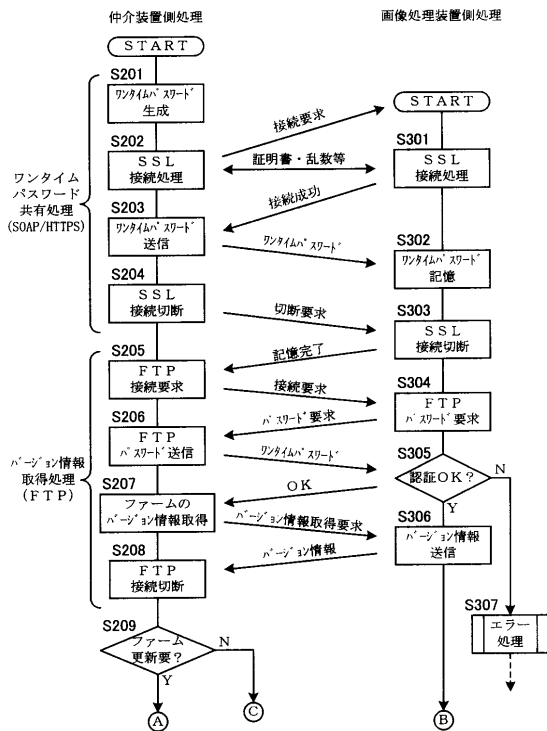 仲介装置側処理
画像処理装置側処理
START
S201
ワンタイムパスワード
生成
接続要求
START
S202
SSL
接続処理
証明書・乱数等
S301
SSL
接続処理
ワンタイム
パスワード
共有処理
(SOAP/HTTPS)
接続成功
S203
ワンタイムパスワード
送信
ワンタイムパスワード
S302
ワンタイムパスワード
記憶
S204
SSL
接続切断
切断要求
S303
SSL
接続切断
記憶完了
S205
FTP
接続要求
接続要求
S304
FTP
パスワード要求
パスワード要求
S206
FTP
パスワード送信
ワンタイムパスワード
S305
認証OK?
N
Y
バージョン情報
取得処理
(FTP)
OK
S207
ファームの
バージョン情報取得
バージョン情報取得要求
S306
バージョン情報
送信
バージョン情報
S208
FTP
接続切断
S307
エラー
処理
S209
ファーム
更新要?
N
Y
A
C
B